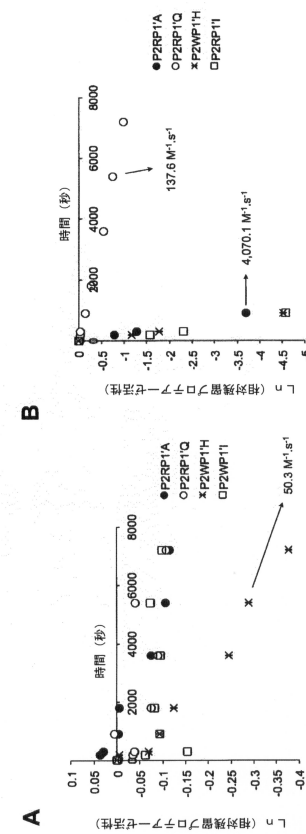 A
Ln（相対残留プロテアーゼ活性）
0.1
0.05
0
-0.05
-0.1
-0.15
-0.2
-0.25
-0.3
-0.35
-0.4
時間（秒）
2000
4000
6000
8000
P2RP1'A
P2RP1'Q
P2WP1'H
P2WP1'I
50.3 M⁻¹.s⁻¹
B
Ln（相対残留プロテアーゼ活性）
0
-0.5
-1
-1.5
-2
-2.5
-3
-3.5
-4
-4.5
-5
時間（秒）
2000
4000
6000
8000
137.6 M⁻¹.s⁻¹
4,070.1 M⁻¹.s⁻¹
P2RP1'A
P2RP1'Q
P2WP1'H
P2RP1'I